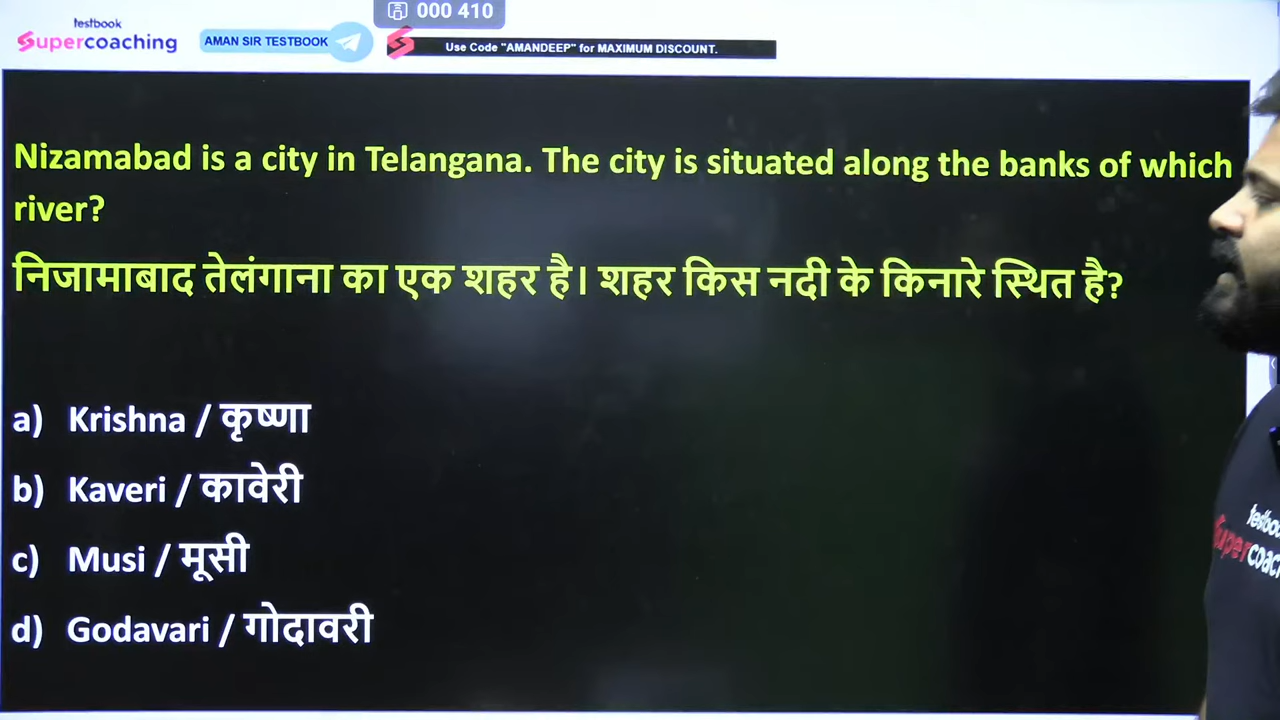 testbook
Supercoaching
AMAN SIR TESTBOOK
000 410
Use Code "AMANDEEP" for MAXIMUM DISCOUNT.
Nizamabad is a city in Telangana. The city is situated along the banks of which
river?
निजामाबाद तेलंगाना का एक शहर है। शहर किस नदी के किनारे स्थित है?
a) Krishna / कृष्णा
b) Kaveri / कावेरी
c) Musi / मूसी
d) Godavari / गोदावरी